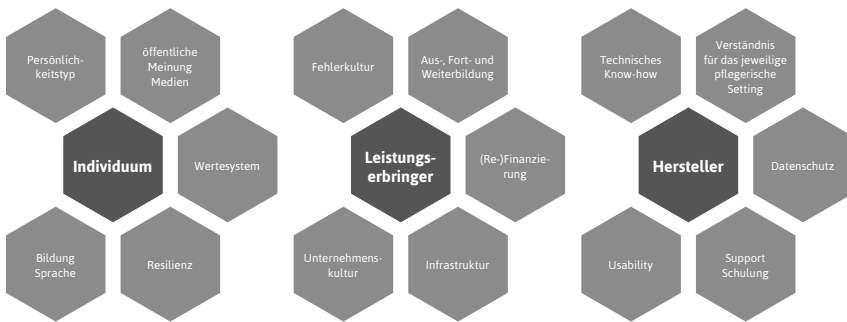 Persönlich-
keitstyp
öffentliche
Meinung
Medien
Individuum
Wertesystem
Bildung
Sprache
Resilienz
Fehlerkultur
Aus-, Fort- und
Weiterbildung
Leistungs-
erbringer
(Re-)Finanzie-
rung
Unternehmens-
kultur
Infrastruktur
Technisches
Know-how
Verständnis
für das jeweilige
pflegerische
Setting
Hersteller
Datenschutz
Usability
Support
Schulung